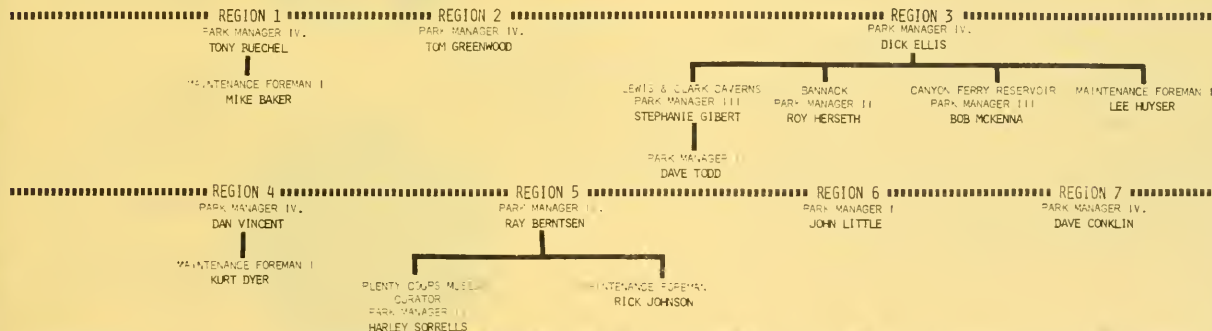 REGION 1 REGION 2 REGION 3
PARK MANAGER IV. PARK MANAGER IV. PARK MANAGER IV.
TONY BUECHEL TOM GREENWOOD DICK ELLIS
MAINTENANCE FOREMAN I
MIKE BAKER
LEWIS & CLARK CAVERNS BANNACK CANYON FERRY RESERVOIR MAINTENANCE FOREMAN
PARK MANAGER III PARK MANAGER II PARK MANAGER III LEE HUYSER
STEPHANIE GIBERT ROY HERSETH BOB MCKENNA
PARK MANAGER
DAVE TODD
REGION 4 REGION 5 REGION 6 REGION 7
PARK MANAGER IV. PARK MANAGER PARK MANAGER I PARK MANAGER IV.
DAN VINCENT RAY BERNTSEN JOHN LITTLE DAVE CONKLIN
MAINTENANCE FOREMAN I
KURT DYER
PLENTY COUPS MUSEUM MAINTENANCE FOREMAN
CURATOR RICK JOHNSON
PARK MANAGER
HARLEY SORRELLS